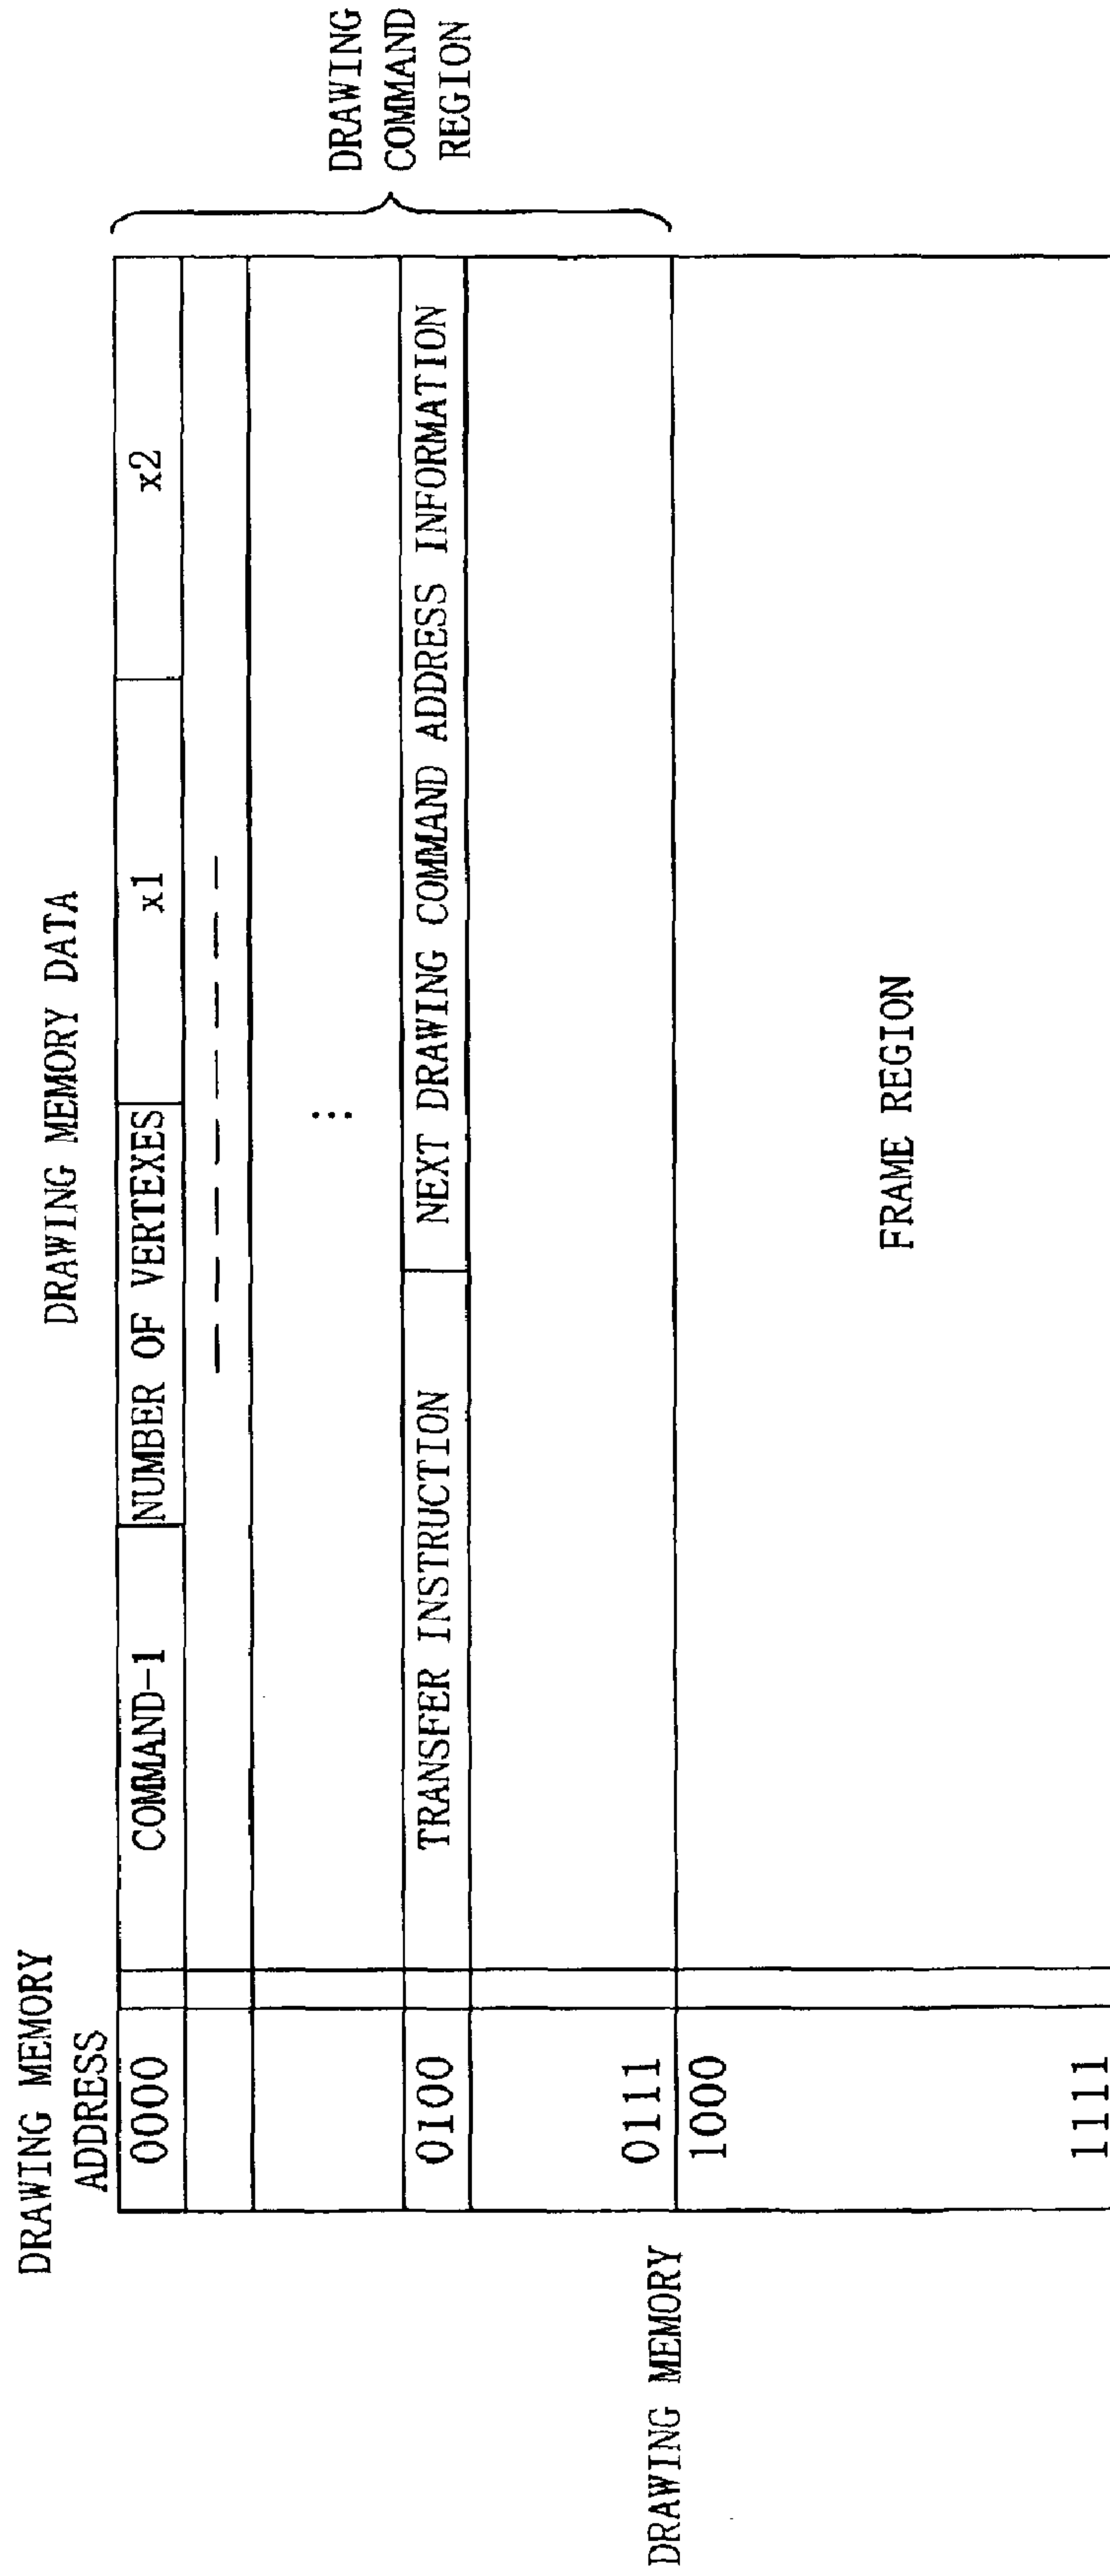 DRAWING MEMORY
ADDRESS
DRAWING MEMORY DATA
0000 COMMAND-1 NUMBER OF VERTEXES x1 x2
DRAWING
COMMAND
REGION
0100 TRANSFER INSTRUCTION NEXT DRAWING COMMAND ADDRESS INFORMATION
0111
DRAWING MEMORY
1000
FRAME REGION
1111